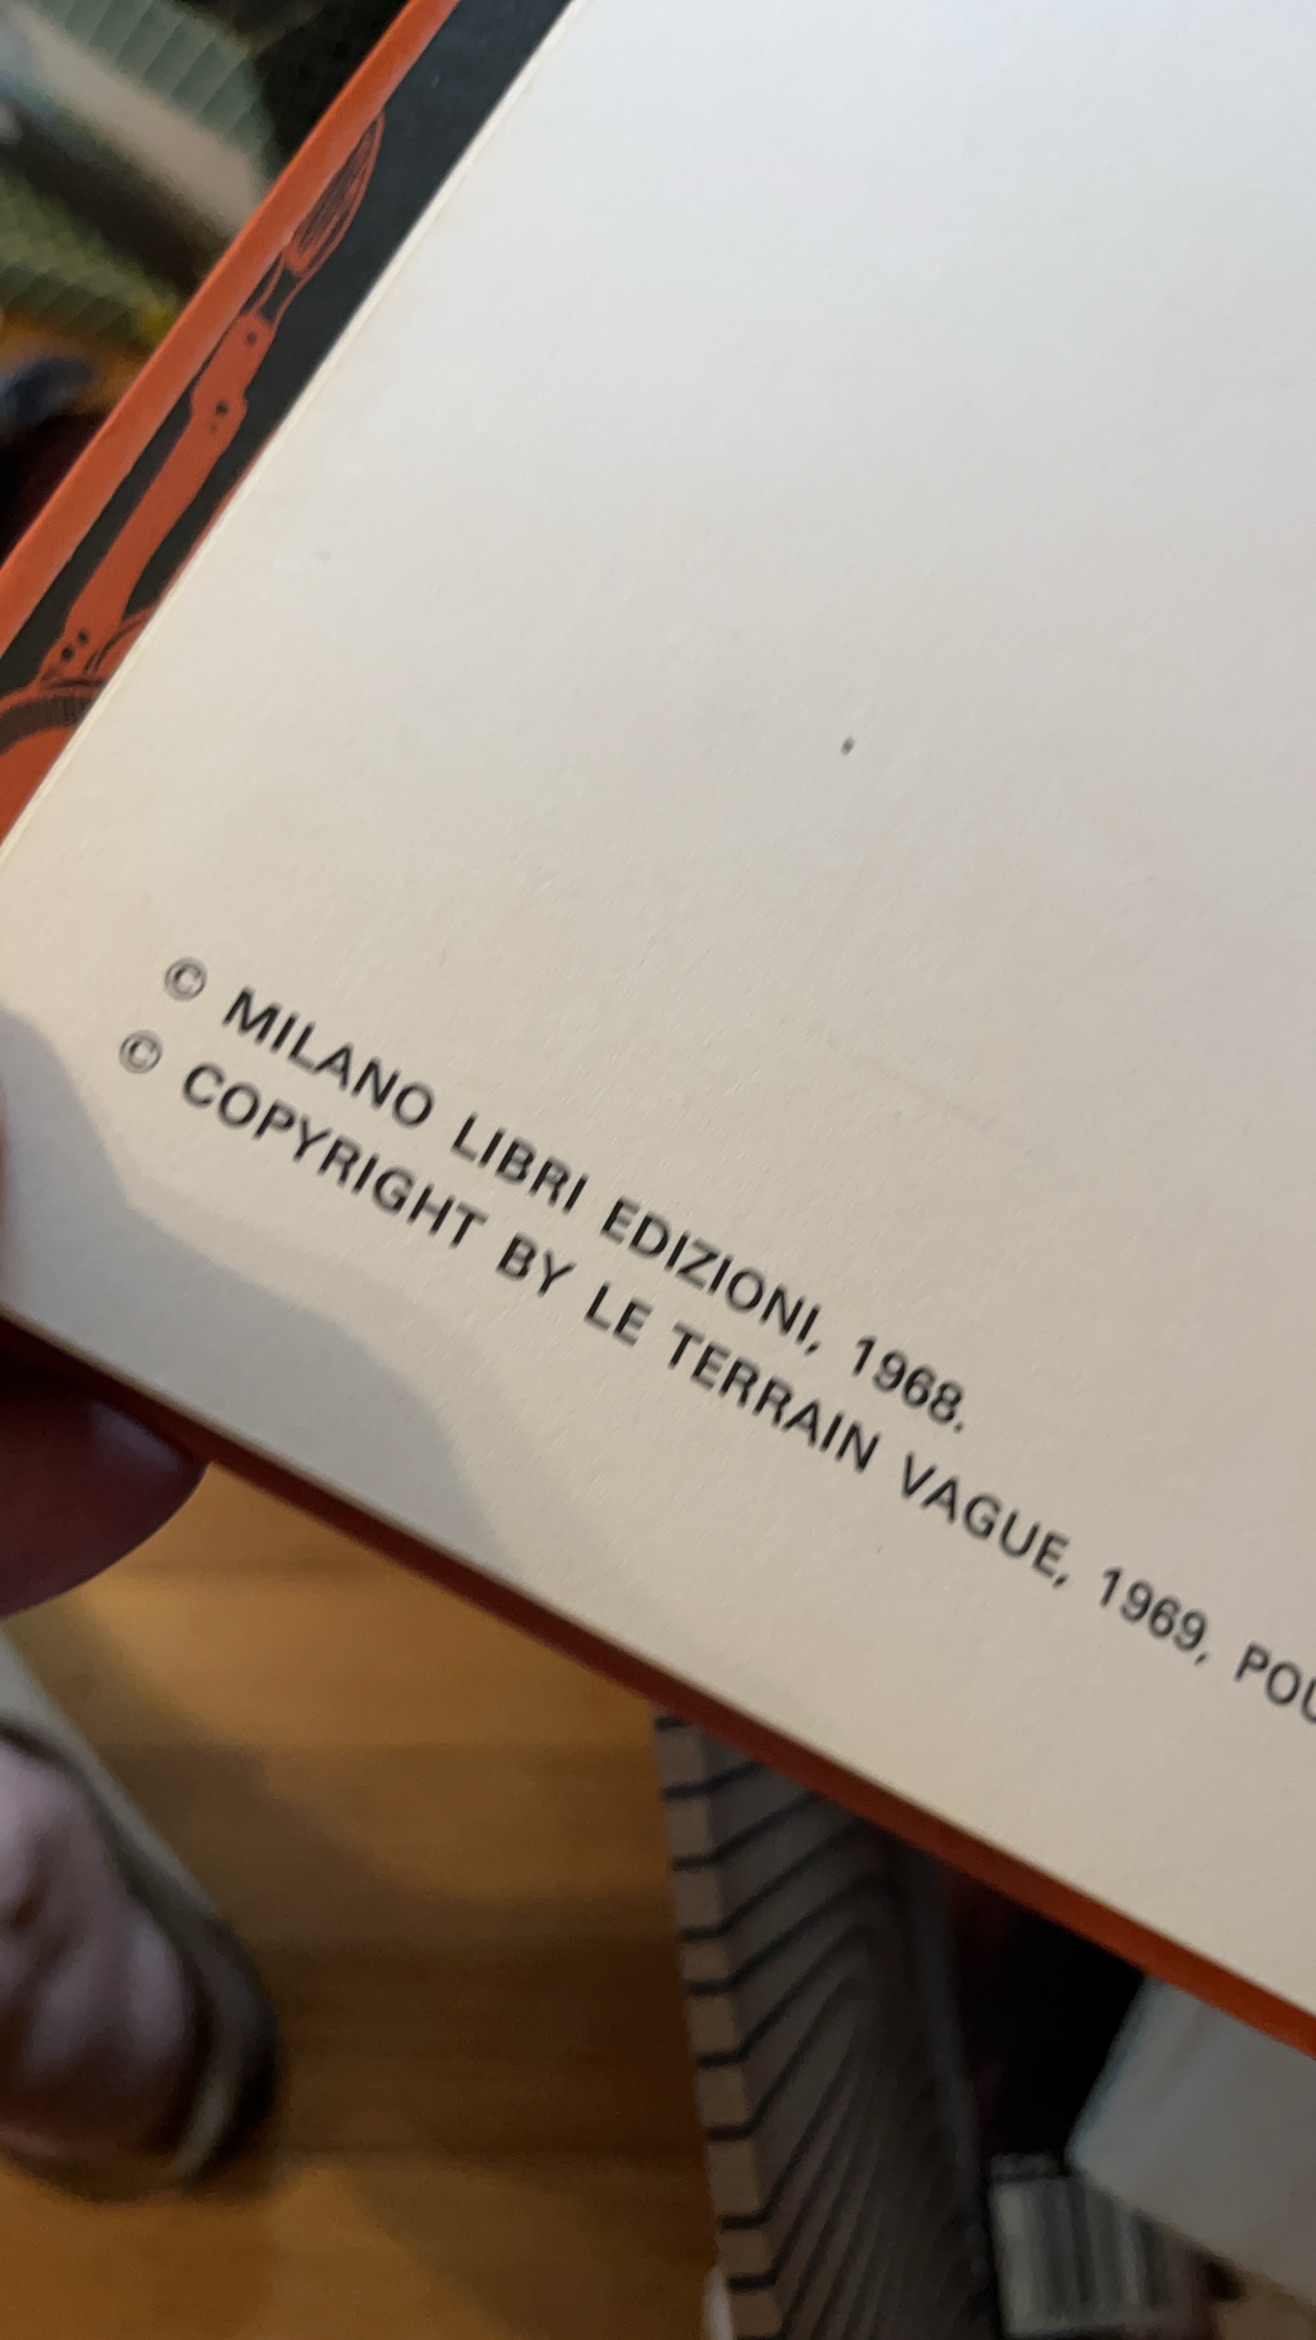 © MILANO LIBRI EDIZIONI, 1968.
© COPYRIGHT BY LE TERRAIN VAGUE, 1969,